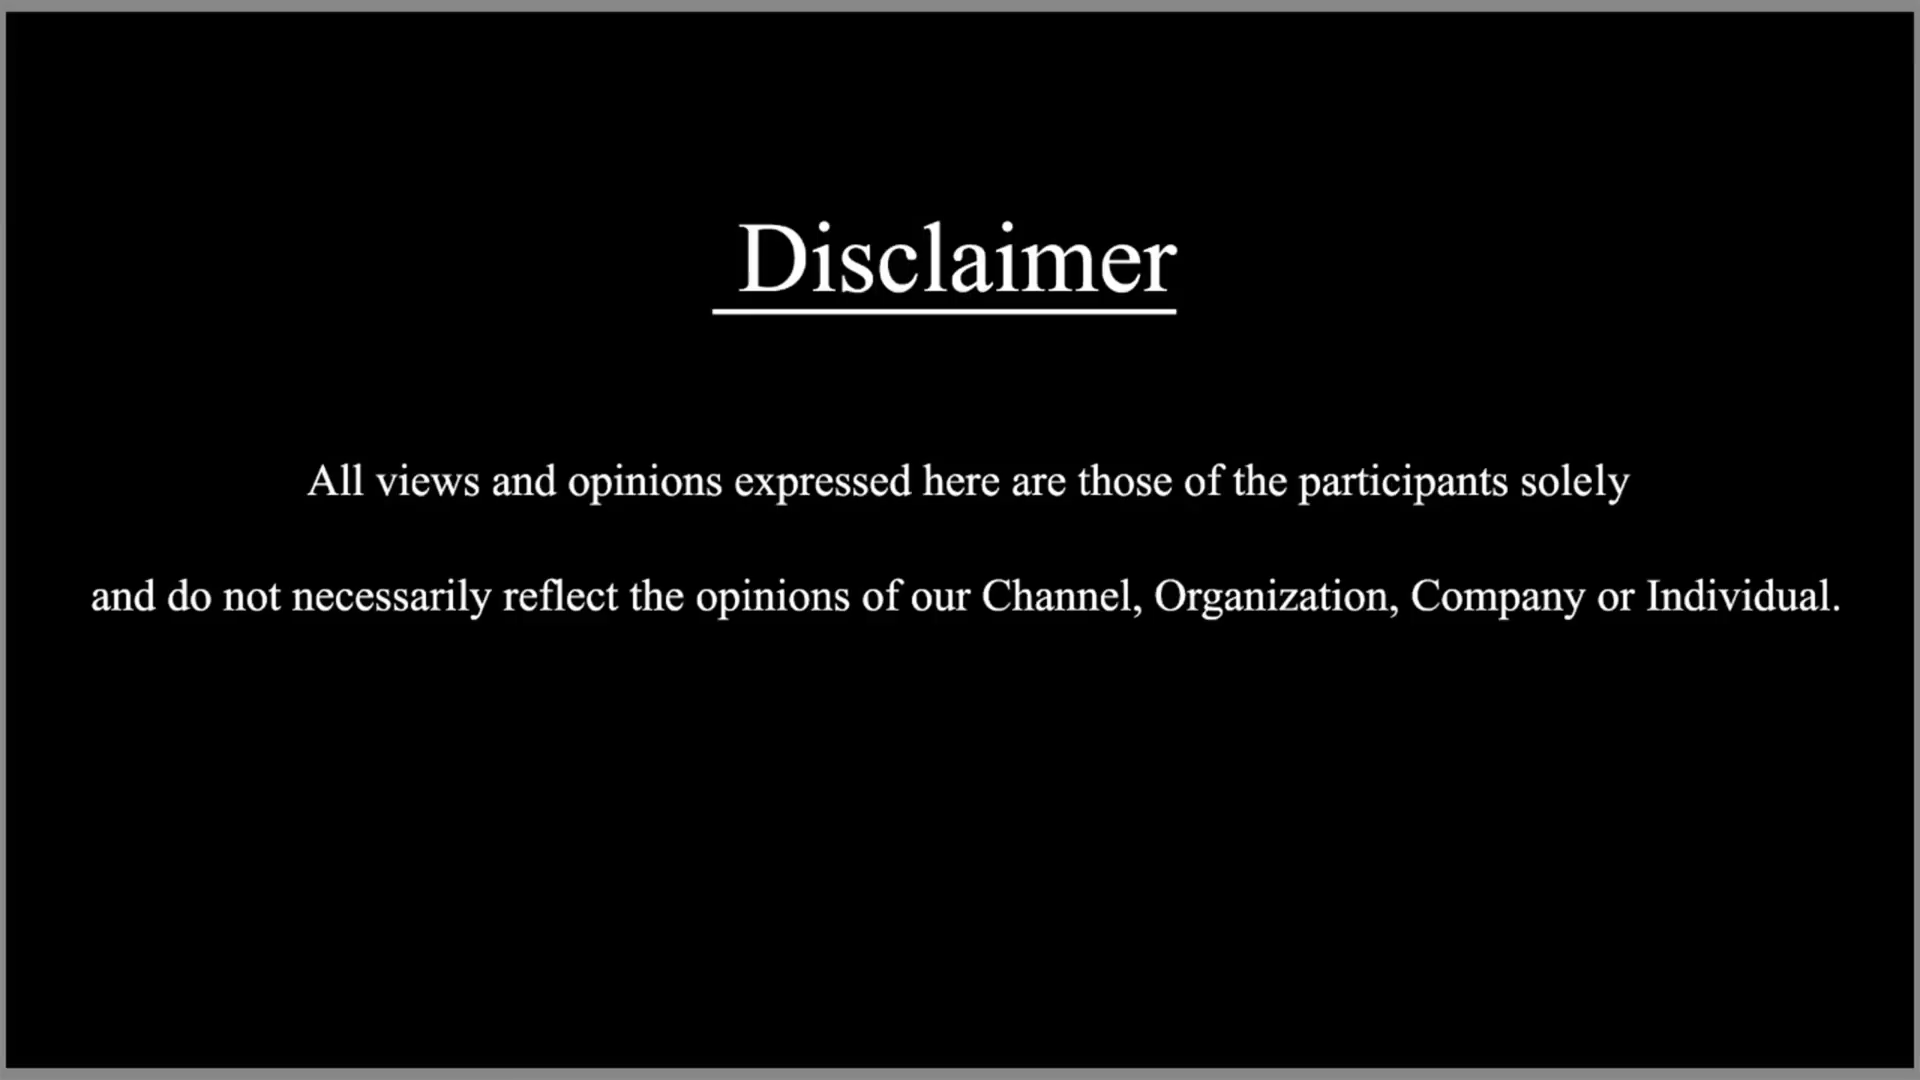 Disclaimer
All views and opinions expressed here are those of the participants solely
and do not necessarily reflect the opinions of our Channel, Organization, Company or Individual.